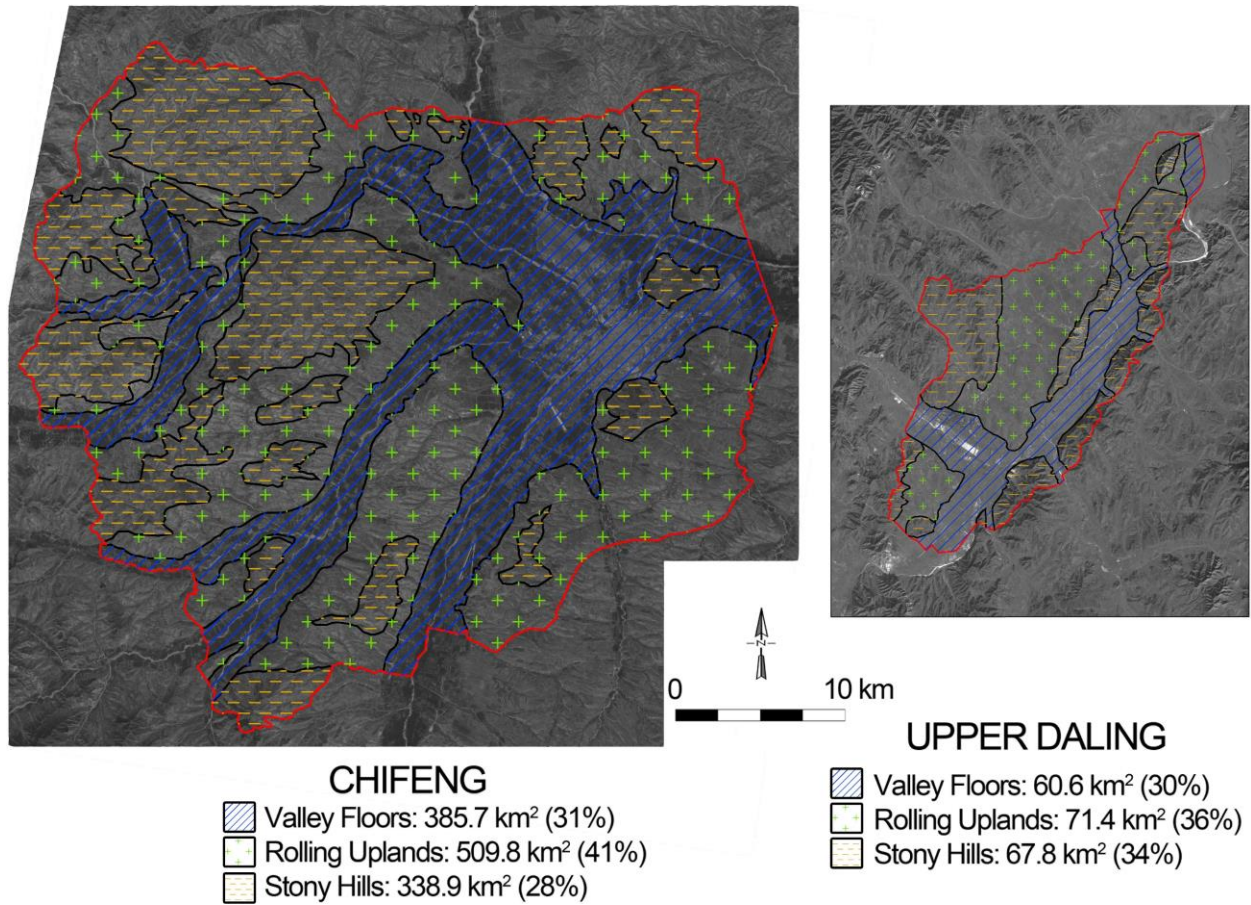 N
0 10 km
CHIFENG
Valley Floors: 385.7 km² (31%)
Rolling Uplands: 509.8 km² (41%)
Stony Hills: 338.9 km² (28%)
UPPER DALING
Valley Floors: 60.6 km² (30%)
Rolling Uplands: 71.4 km² (36%)
Stony Hills: 67.8 km² (34%)